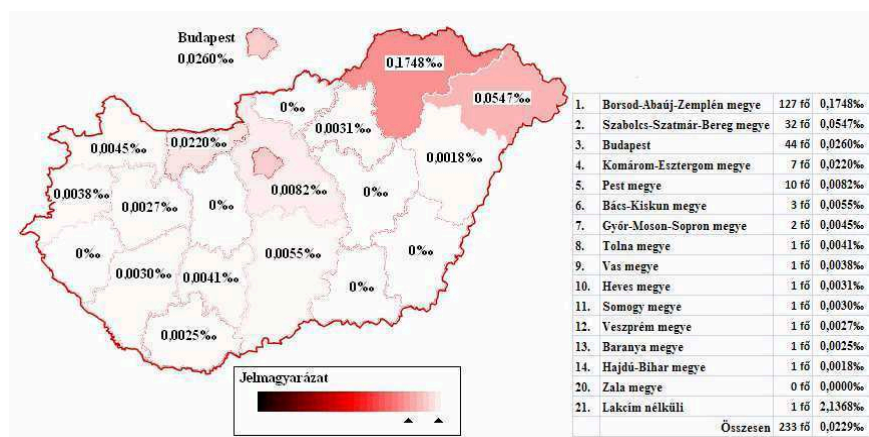 Budapest
0,0260‰
0,1748‰
0,0547‰
0‰
0,0031‰
0,0220‰
0,0045‰
0,0018‰
0,0038‰
0,0082‰
0‰
0,0027‰
0‰
0‰
0‰
0,0055‰
0,0030‰
0,0041‰
0‰
0,0025‰
Jelmagyarázat
1. Borsod-Abaúj-Zemplén megye 127 fő 0,1748‰
2. Szabolcs-Szatmár-Bereg megye 32 fő 0,0547‰
3. Budapest 44 fő 0,0260‰
4. Komárom-Esztergom megye 7 fő 0,0220‰
5. Pest megye 10 fő 0,0082‰
6. Bács-Kiskun megye 3 fő 0,0055‰
7. Győr-Moson-Sopron megye 2 fő 0,0045‰
8. Tolna megye 1 fő 0,0041‰
9. Vas megye 1 fő 0,0038‰
10. Heves megye 1 fő 0,0031‰
11. Somogy megye 1 fő 0,0030‰
12. Veszprém megye 1 fő 0,0027‰
13. Baranya megye 1 fő 0,0025‰
14. Hajdú-Bihar megye 1 fő 0,0018‰
20. Zala megye 0 fő 0,0000‰
21. Lakcím nélküli 1 fő 2,1368‰
Összesen 233 fő 0,0229‰